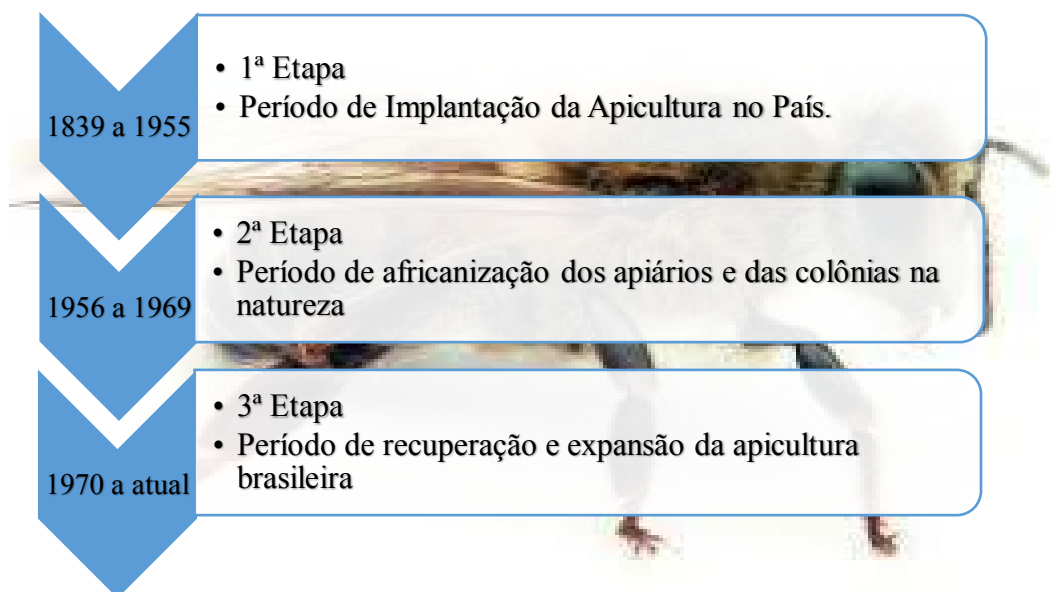 1839 a 1955
• 1ª Etapa
• Período de Implantação da Apicultura no País.
1956 a 1969
• 2ª Etapa
• Período de africanização dos apiários e das colônias na
natureza
1970 a atual
• 3ª Etapa
• Período de recuperação e expansão da apicultura
brasileira